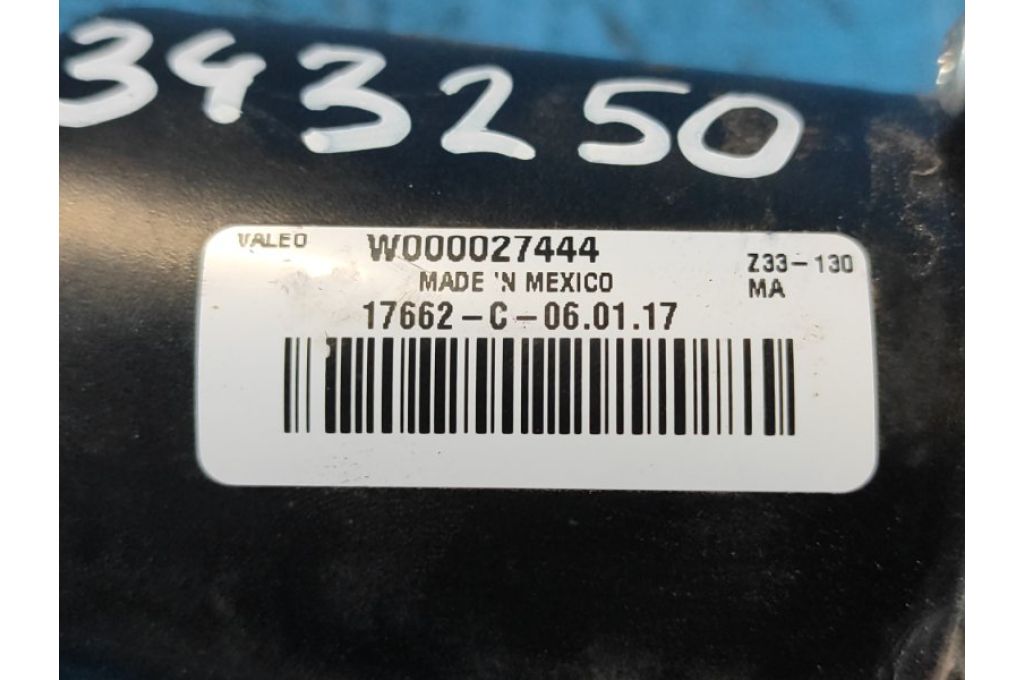 343250
VALEO W000027444
MADE 'N MEXICO
Z33-130
MA
17662-C-06.01.17